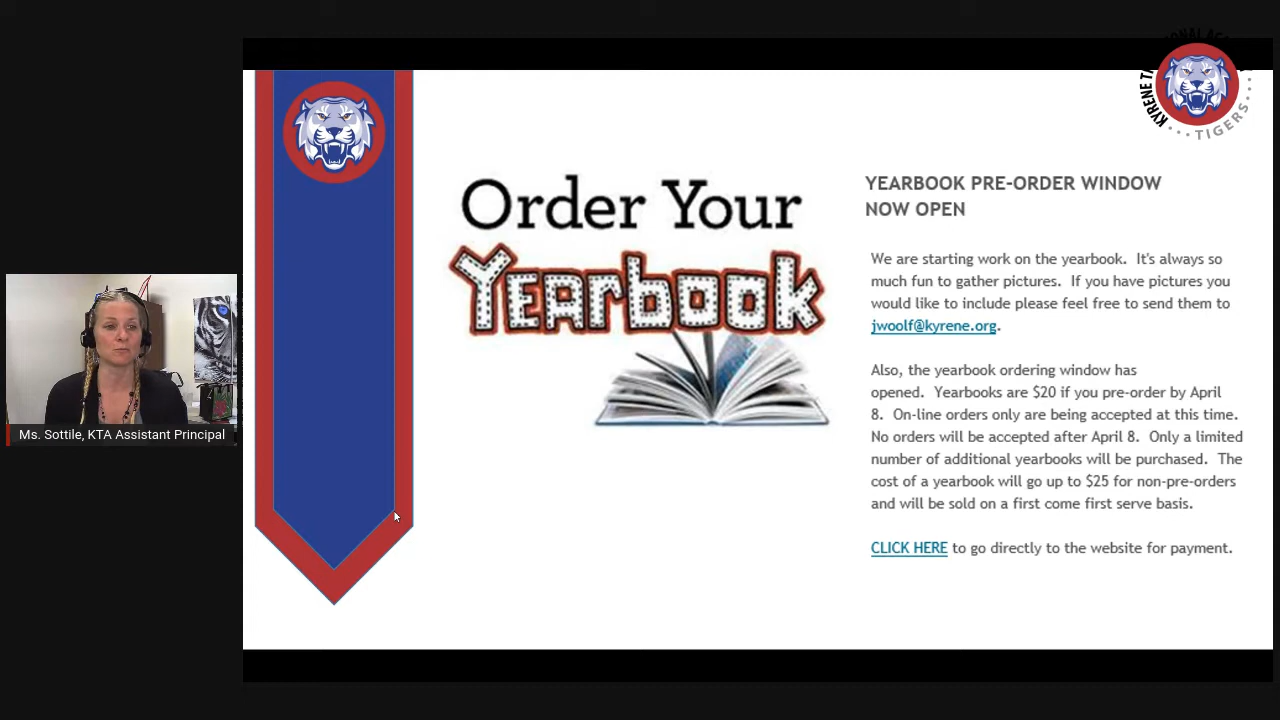 KYRENE
TIGERS
Order Your
Yearbook
YEARBOOK PRE-ORDER WINDOW
NOW OPEN
We are starting work on the yearbook.  It's always so
much fun to gather pictures.  If you have pictures you
would like to include please feel free to send them to
jwoolf@kyrene.org.
Also, the yearbook ordering window has
opened.  Yearbooks are $20 if you pre-order by April
8.  On-line orders only are being accepted at this time.
No orders will be accepted after April 8.  Only a limited
number of additional yearbooks will be purchased.  The
cost of a yearbook will go up to $25 for non-pre-orders
and will be sold on a first come first serve basis.
CLICK HERE to go directly to the website for payment.
Ms. Sottile, KTA Assistant Principal